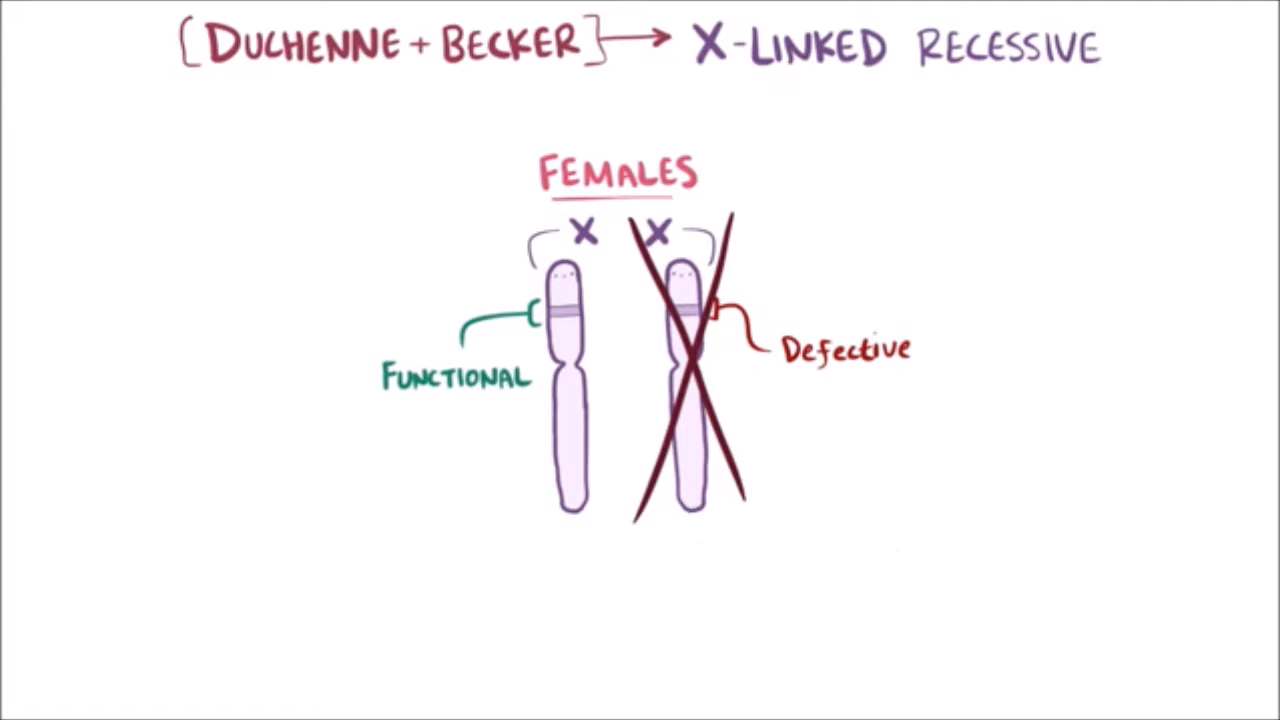 [DUCHENNE + BECKER] → X-LINKED RECESSIVE
FEMALES
X X
FUNCTIONAL
Defective